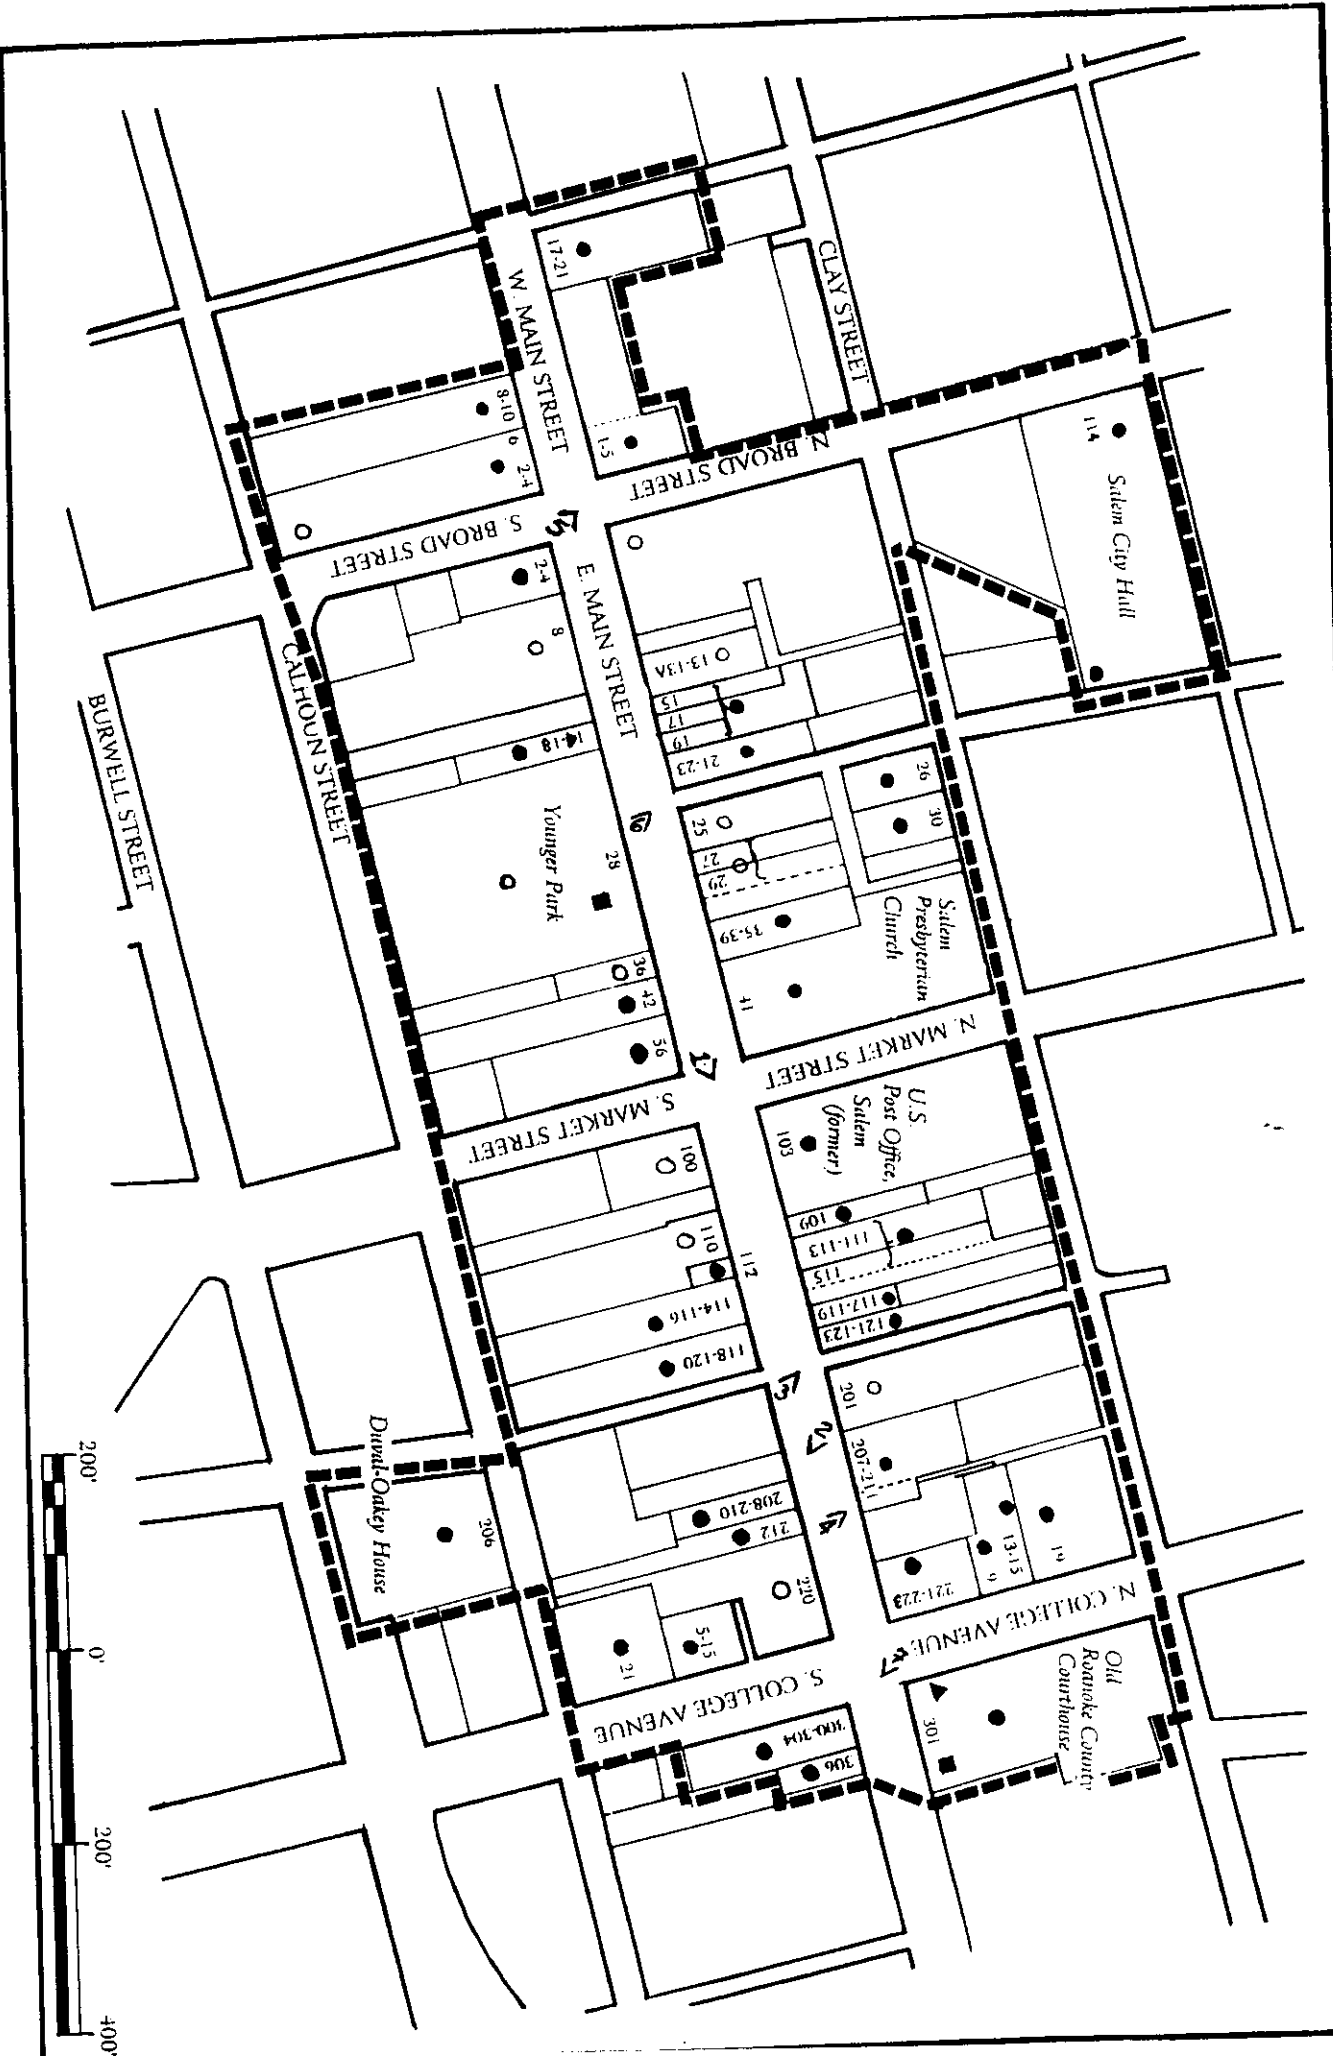 CLAY STREET
17-21
W. MAIN STREET
1-5
8-10
6
2-4
N. BROAD STREET
S. BROAD STREET
114
Salem City Hall
5
E. MAIN STREET
2-4
8
14-18
13-13A
15
17
19
21-23
26
30
25
27
29
35-39
41
Salem
Presbyterian
Church
6
28
Younger Park
36
42
56
CALHOUN STREET
BURWELL STREET
N. MARKET STREET
S. MARKET STREET
1
U.S.
Post Office,
Salem
(former)
103
109
111-113
115
117-119
121-123
100
110
112
114-116
118-120
3
2
201
207-211
13-15
19
9
221-223
208-210
212
220
5-15
21
206
Duval-Oakey House
N. COLLEGE AVENUE
S. COLLEGE AVENUE
Old
Roanoke County
Courthouse
301
300-304
306
200'
0'
200'
400'